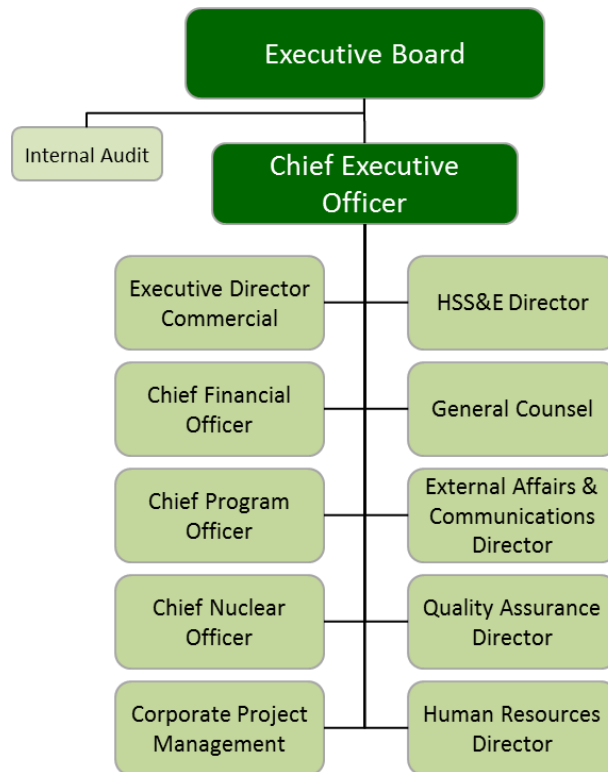 Executive Board
Internal Audit
Chief Executive
Officer
Executive Director
Commercial
HSS&E Director
Chief Financial
Officer
General Counsel
Chief Program
Officer
External Affairs &
Communications
Director
Chief Nuclear
Officer
Quality Assurance
Director
Corporate Project
Management
Human Resources
Director